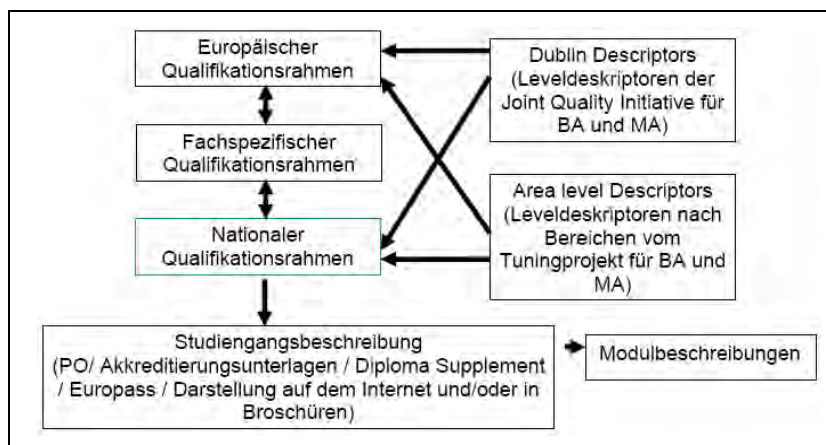 Europäischer
Qualifikationsrahmen
Dublin Descriptors
(Leveldeskriptoren der
Joint Quality Initiative für
BA und MA)
Fachspezifischer
Qualifikationsrahmen
Nationaler
Qualifikationsrahmen
Area level Descriptors
(Leveldeskriptoren nach
Bereichen vom
Tuningprojekt für BA und
MA)
Studiengangsbeschreibung
(PO/ Akkreditierungsunterlagen / Diploma Supplement
/ Europass / Darstellung auf dem Internet und/oder in
Broschüren)
Modulbeschreibungen